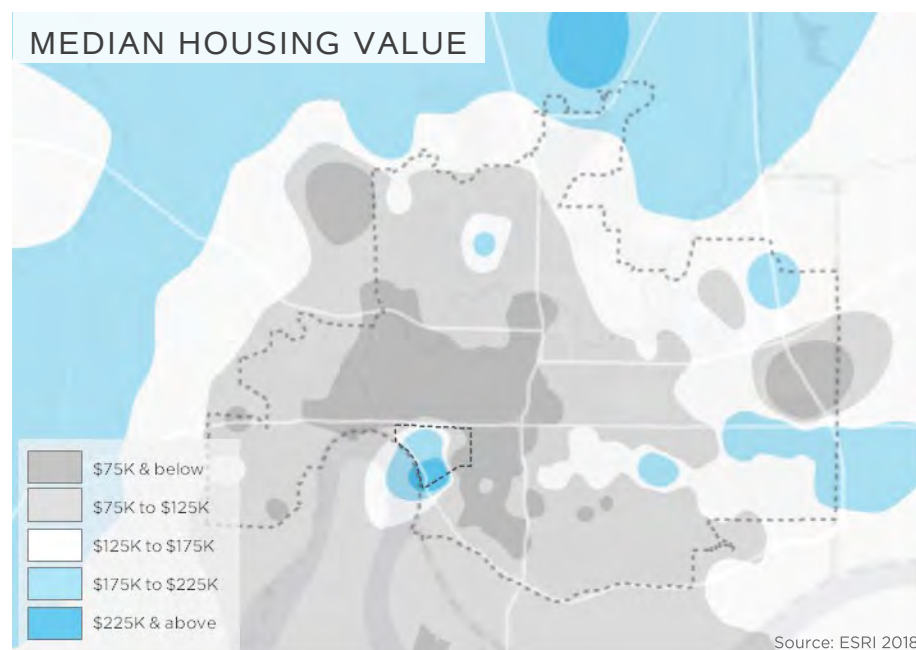 MEDIAN HOUSING VALUE
$75K & below
$75K to $125K
$125K to $175K
$175K to $225K
$225K & above
Source: ESRI 2018